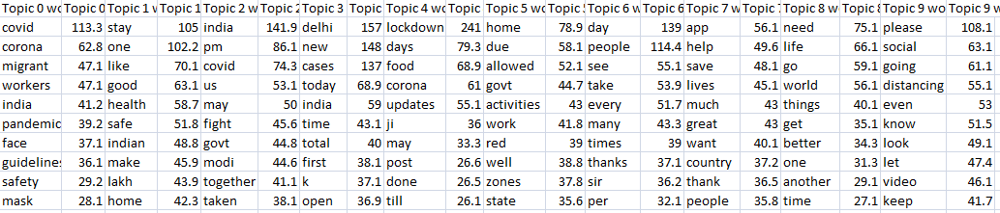 Topic 0 wo Topic 0 Topic 1 w Topic 1 Topic 2 w Topic 2 Topic 3 Topic Topic 4 wo Topic Topic 5 wo Topic 5 Topic 6 w Topic 6 Topic 7 w Topic Topic 8 wo Topic 8 Topic 9 wo Topic 9 w
covid 113.3 stay 105 india 141.9 delhi 157 lockdown 241 home 78.9 day 139 app 56.1 need 75.1 please 108.1
corona 62.8 one 102.2 pm 86.1 new 148 days 79.3 due 58.1 people 114.4 help 49.6 life 66.1 social 63.1
migrant 47.1 like 70.1 covid 74.3 cases 137 food 68.9 allowed 52.1 see 55.1 save 48.1 go 59.1 going 61.1
workers 47.1 good 63.1 us 53.1 today 68.9 corona 61 govt 44.7 take 53.9 lives 45.1 world 56.1 distancing 55.1
india 41.2 health 58.7 may 50 india 59 updates 55.1 activities 43 every 51.7 much 43 things 40.1 even 53
pandemic 39.2 safe 51.8 fight 45.6 time 43.1 ji 36 work 41.8 many 43.3 great 43 get 35.1 know 51.5
face 37.1 indian 48.8 govt 44.8 total 40 may 33.3 red 39 times 39 want 40.1 better 34.3 look 49.1
guidelines 36.1 make 45.9 modi 44.6 first 38.1 post 26.6 well 38.8 thanks 37.1 country 37.2 one 31.3 let 47.4
safety 29.2 lakh 43.9 together 41.1 k 37.1 done 26.5 zones 37.8 sir 36.2 thank 36.5 another 29.1 video 46.1
mask 28.1 home 42.3 taken 38.1 open 36.9 till 26.1 state 35.6 per 32.1 people 35.8 time 27.1 keep 41.7